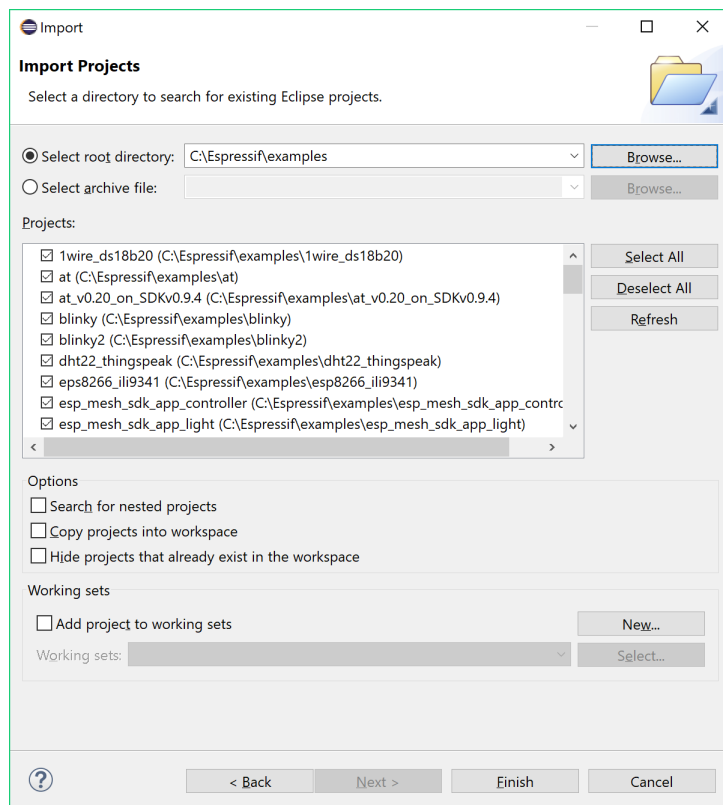 Import
Import Projects
Select a directory to search for existing Eclipse projects.
Select root directory: C:\Espressif\examples Browse...
Select archive file: Browse...
Projects:
1wire_ds18b20 (C:\Espressif\examples\1wire_ds18b20)
at (C:\Espressif\examples\at)
at_v0.20_on_SDKv0.9.4 (C:\Espressif\examples\at_v0.20_on_SDKv0.9.4)
blinky (C:\Espressif\examples\blinky)
blinky2 (C:\Espressif\examples\blinky2)
dht22_thingspeak (C:\Espressif\examples\dht22_thingspeak)
eps8266_ili9341 (C:\Espressif\examples\esp8266_ili9341)
esp_mesh_sdk_app_controller (C:\Espressif\examples\esp_mesh_sdk_app_contro
esp_mesh_sdk_app_light (C:\Espressif\examples\esp_mesh_sdk_app_light)
Select All
Deselect All
Refresh
Options
Search for nested projects
Copy projects into workspace
Hide projects that already exist in the workspace
Working sets
Add project to working sets New...
Working sets: Select...
? < Back Next > Finish Cancel